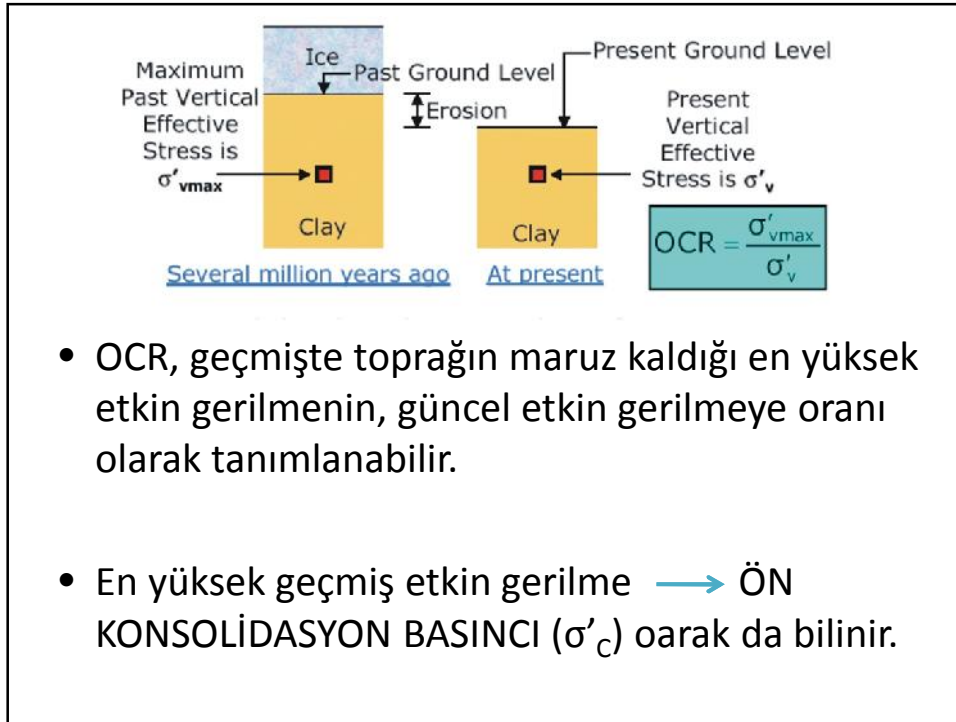 Ice
Maximum
Past Vertical
Effective
Stress is
σ'vmax
Past Ground Level
Erosion
Present Ground Level
Present
Vertical
Effective
Stress is σ'v
Clay
Clay
OCR = σ'vmax / σ'v
Several million years ago
At present
• OCR, geçmişte toprağın maruz kaldığı en yüksek
etkin gerilmenin, güncel etkin gerilmeye oranı
olarak tanımlanabilir.
• En yüksek geçmiş etkin gerilme → ÖN
KONSOLİDASYON BASINCI (σ'C) oarak da bilinir.